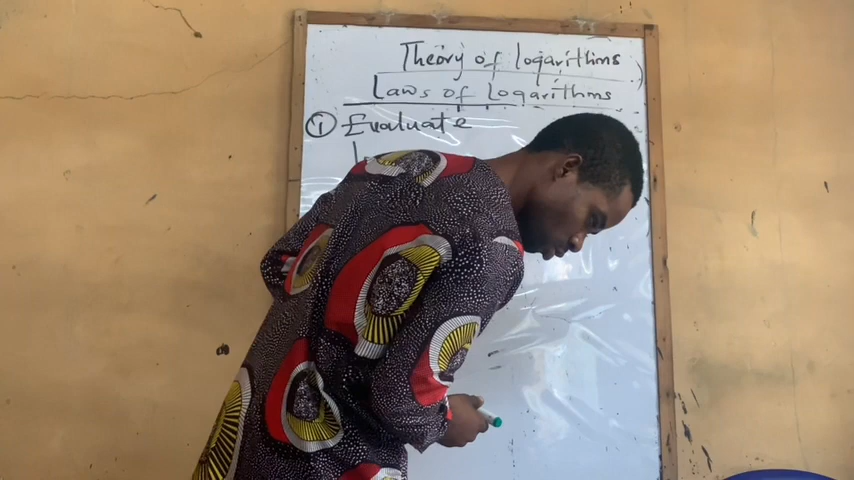 Theory of logarithms
Laws of Logarithms
① Evaluate